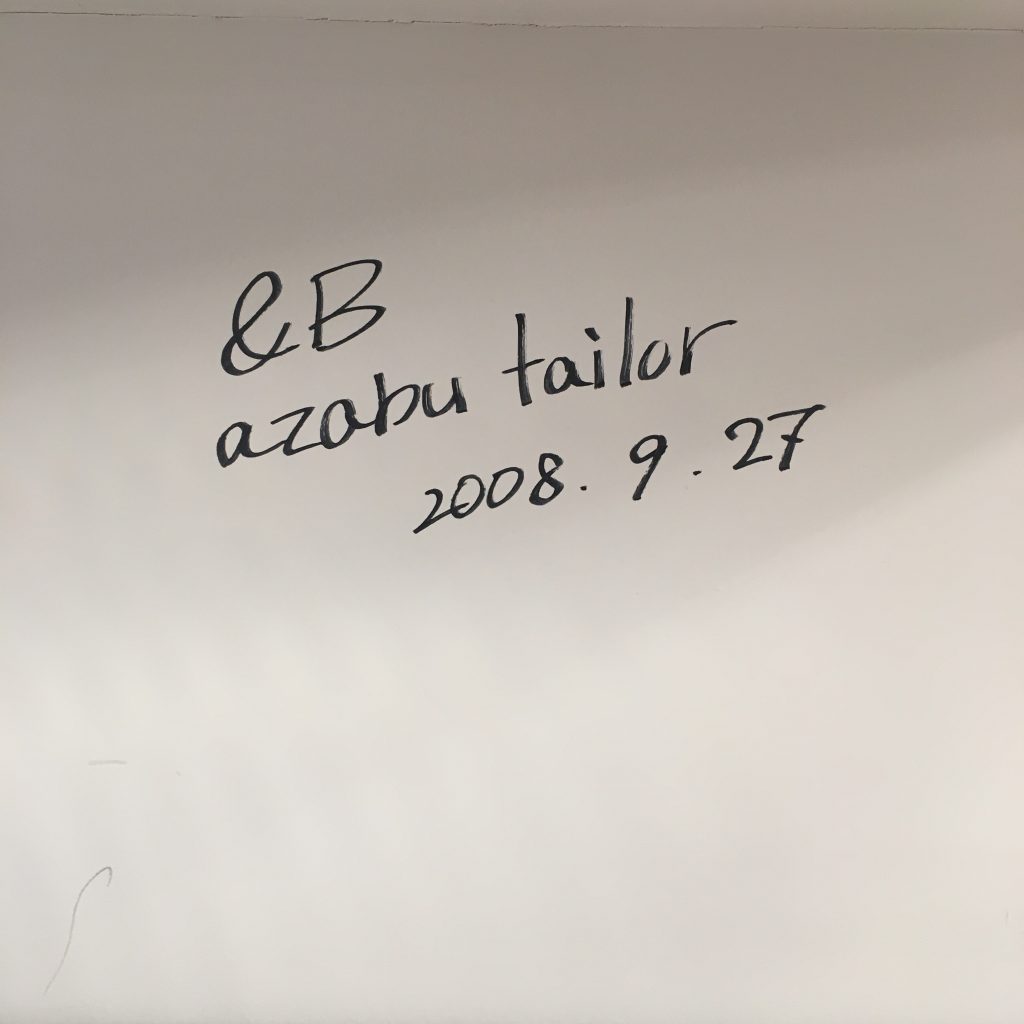 &B
azabu tailor
2008. 9. 27